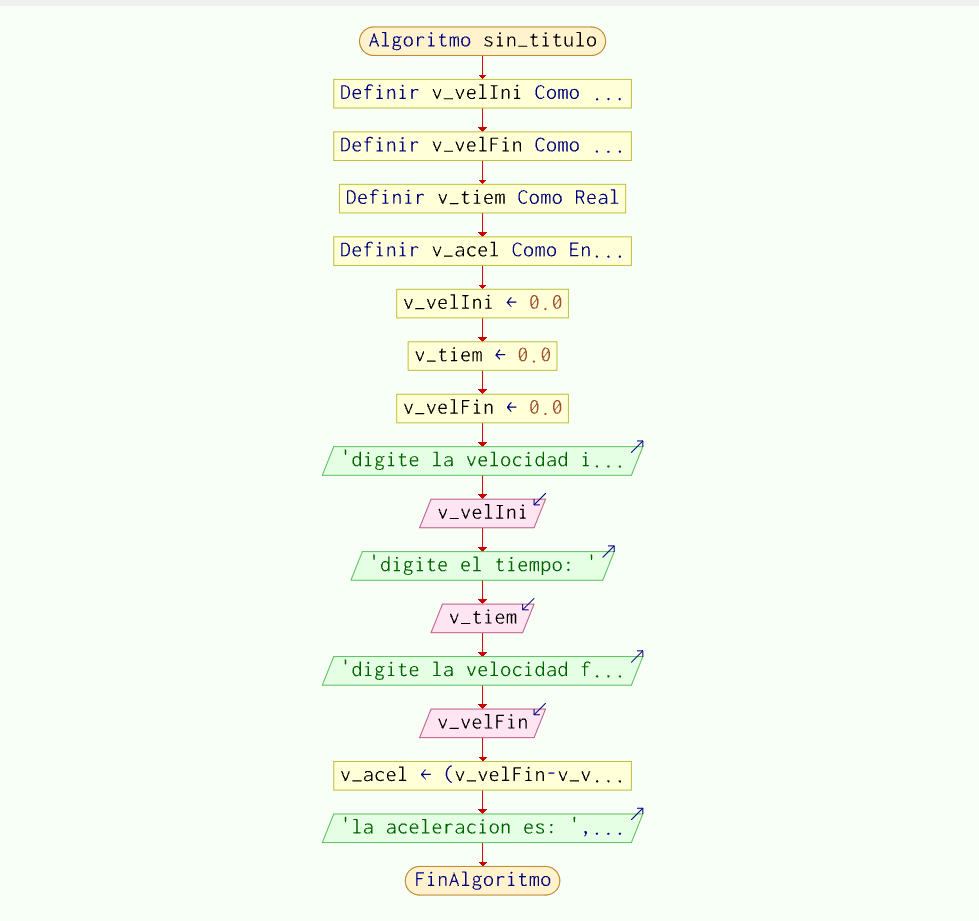 Algoritmo sin_titulo
Definir v_velIni Como ...
Definir v_velFin Como ...
Definir v_tiem Como Real
Definir v_acel Como En...
v_velIni ← 0.0
v_tiem ← 0.0
v_velFin ← 0.0
'digite la velocidad i...
v_velIni
'digite el tiempo: '
v_tiem
'digite la velocidad f...
v_velFin
v_acel ← (v_velFin-v_v...
'la aceleracion es: ',...
FinAlgoritmo